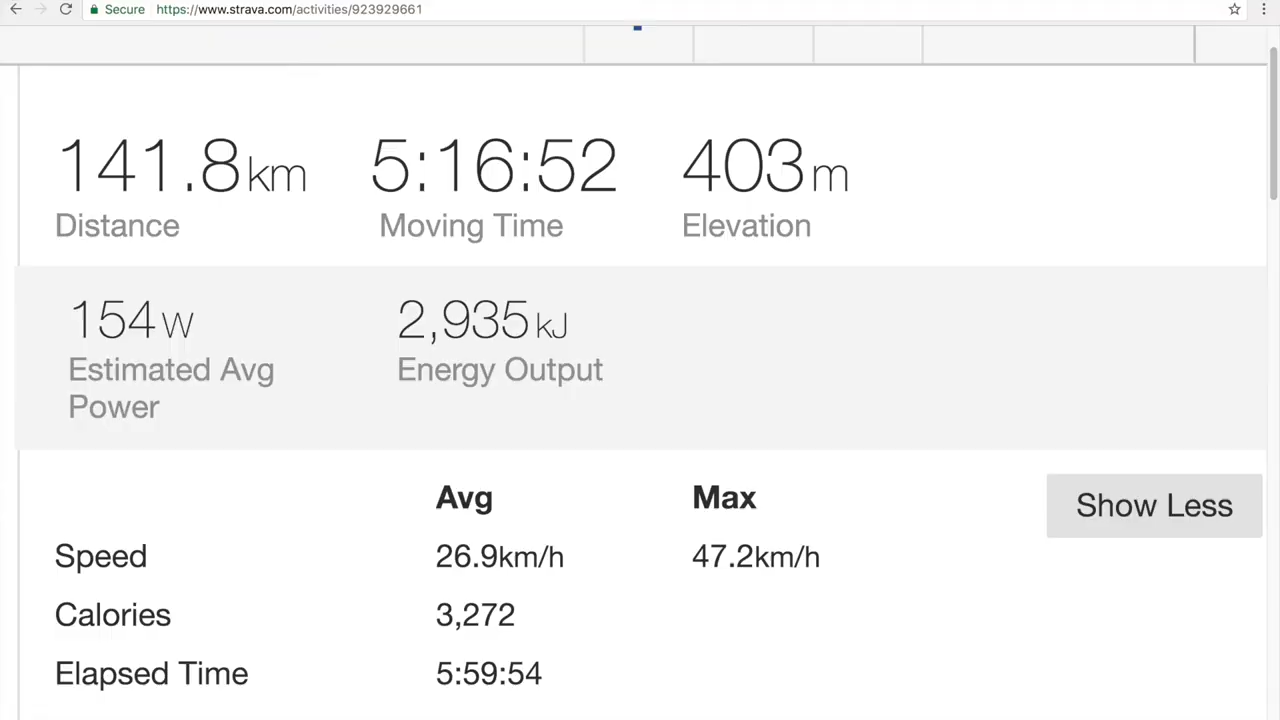 Secure https://www.strava.com/activities/923929661
141.8km 5:16:52 403m
Distance Moving Time Elevation
154W 2,935kJ
Estimated Avg Energy Output
Power
Avg Max
Show Less
Speed 26.9km/h 47.2km/h
Calories 3,272
Elapsed Time 5:59:54